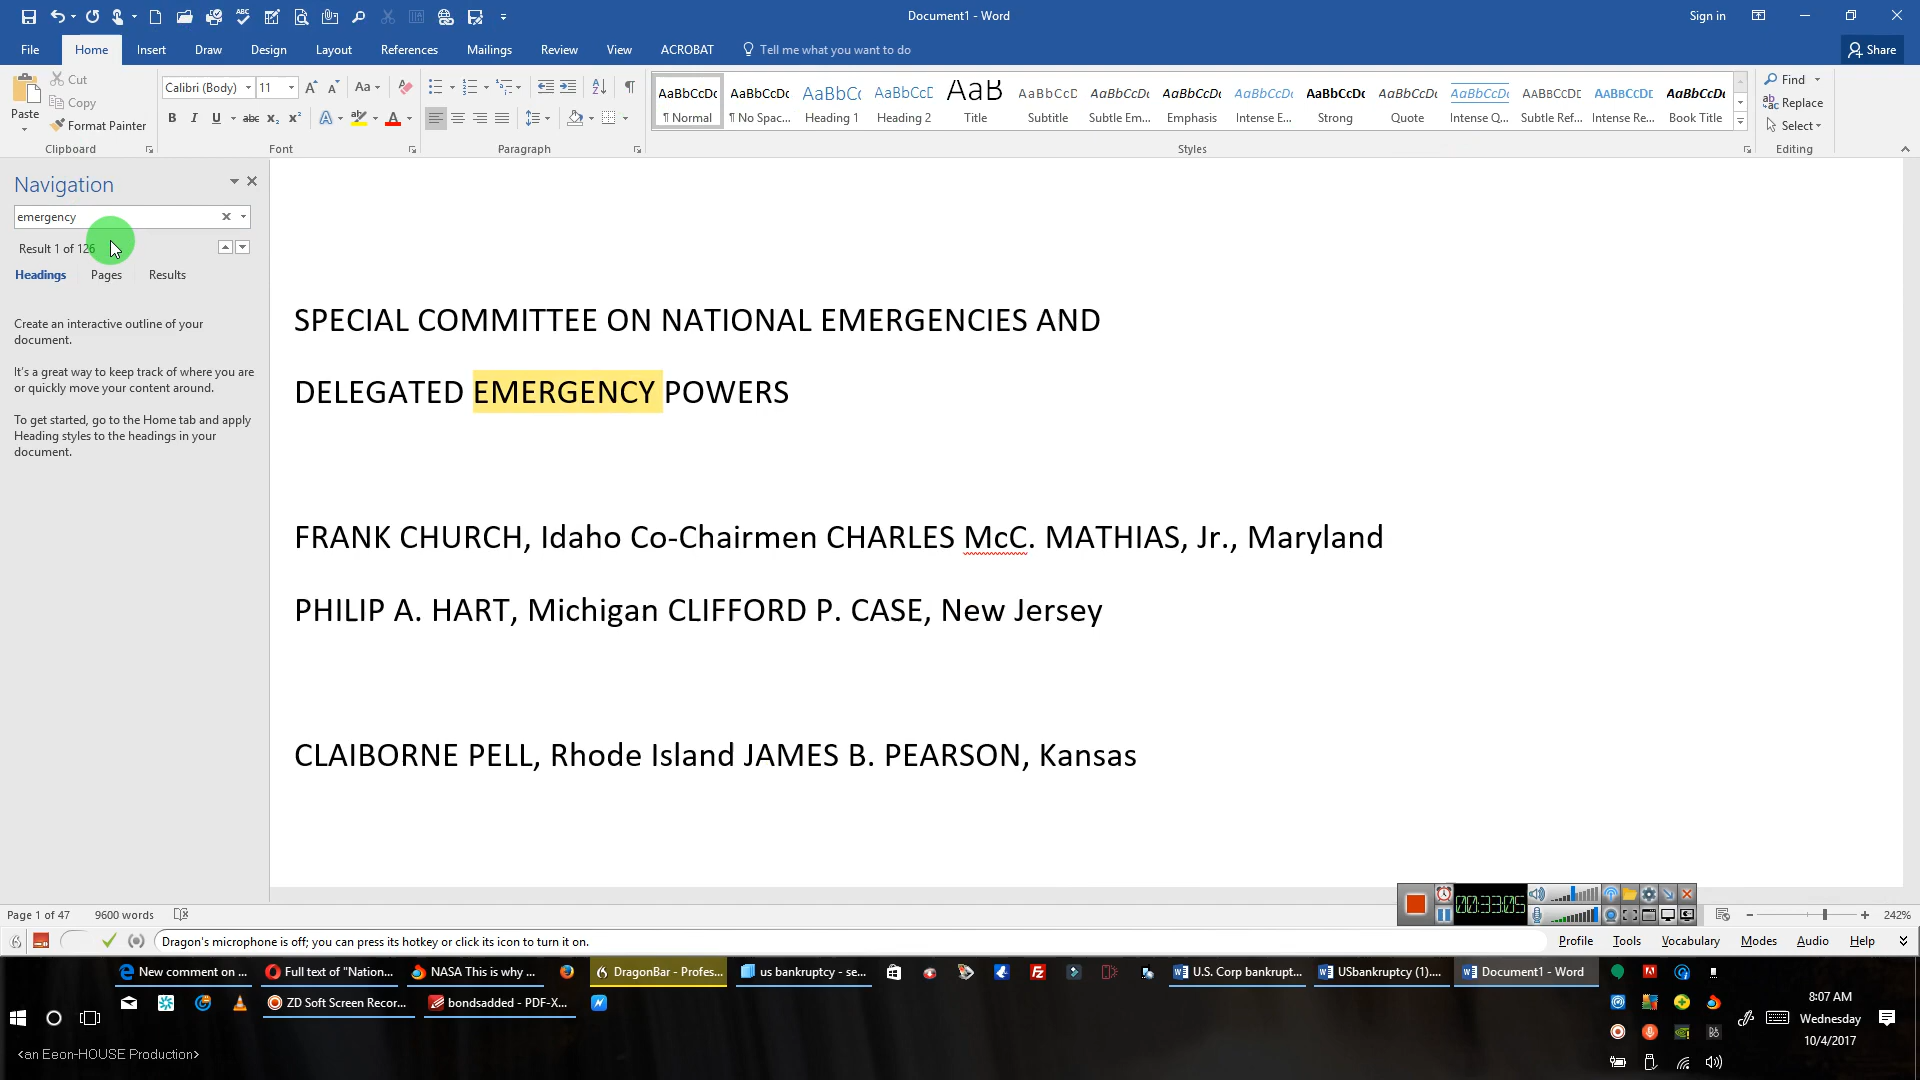 Document1 - Word
Sign in
File Home Insert Draw Design Layout References Mailings Review View ACROBAT Tell me what you want to do
Share
Paste
Cut
Copy
Format Painter
Clipboard
Calibri (Body) 11
Font
Paragraph
AaBbCcDc AaBbCcDc AaBbCc AaBbCcD AaB AaBbCcD AaBbCcDc AaBbCcDc AaBbCcDc AaBbCcDc AaBbCcDc AaBbCcDc AABBCCDE AABBCCDE AaBbCcDc
¶ Normal ¶ No Spac... Heading 1 Heading 2 Title Subtitle Subtle Em... Emphasis Intense E... Strong Quote Intense Q... Subtle Ref... Intense Re... Book Title
Styles
Find
Replace
Select
Editing
Navigation
emergency
Result 1 of 126
Headings Pages Results
Create an interactive outline of your
document.
It's a great way to keep track of where you are
or quickly move your content around.
To get started, go to the Home tab and apply
Heading styles to the headings in your
document.
SPECIAL COMMITTEE ON NATIONAL EMERGENCIES AND
DELEGATED EMERGENCY POWERS
FRANK CHURCH, Idaho Co-Chairmen CHARLES McC. MATHIAS, Jr., Maryland
PHILIP A. HART, Michigan CLIFFORD P. CASE, New Jersey
CLAIBORNE PELL, Rhode Island JAMES B. PEARSON, Kansas
00:33:05
Page 1 of 47 9600 words
242%
Dragon's microphone is off; you can press its hotkey or click its icon to turn it on.
Profile Tools Vocabulary Modes Audio Help
New comment on ... Full text of "Nation... NASA This is why ... DragonBar - Profes... us bankruptcy - se... U.S. Corp bankrupt... USbankruptcy (1).... Document1 - Word
ZD Soft Screen Recor... bondsadded - PDF-X...
8:07 AM
Wednesday
10/4/2017
<an Eeon-HOUSE Production>